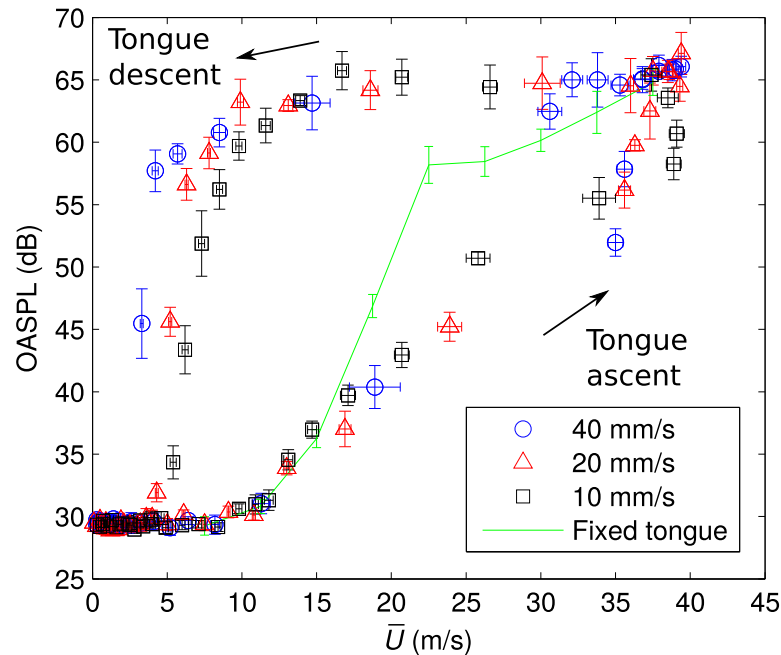 Tongue
descent
70
65
60
55
50
45
40
35
30
25
OASPL (dB)
Tongue
ascent
40 mm/s
20 mm/s
10 mm/s
Fixed tongue
0 5 10 15 20 25 30 35 40 45
U̅ (m/s)